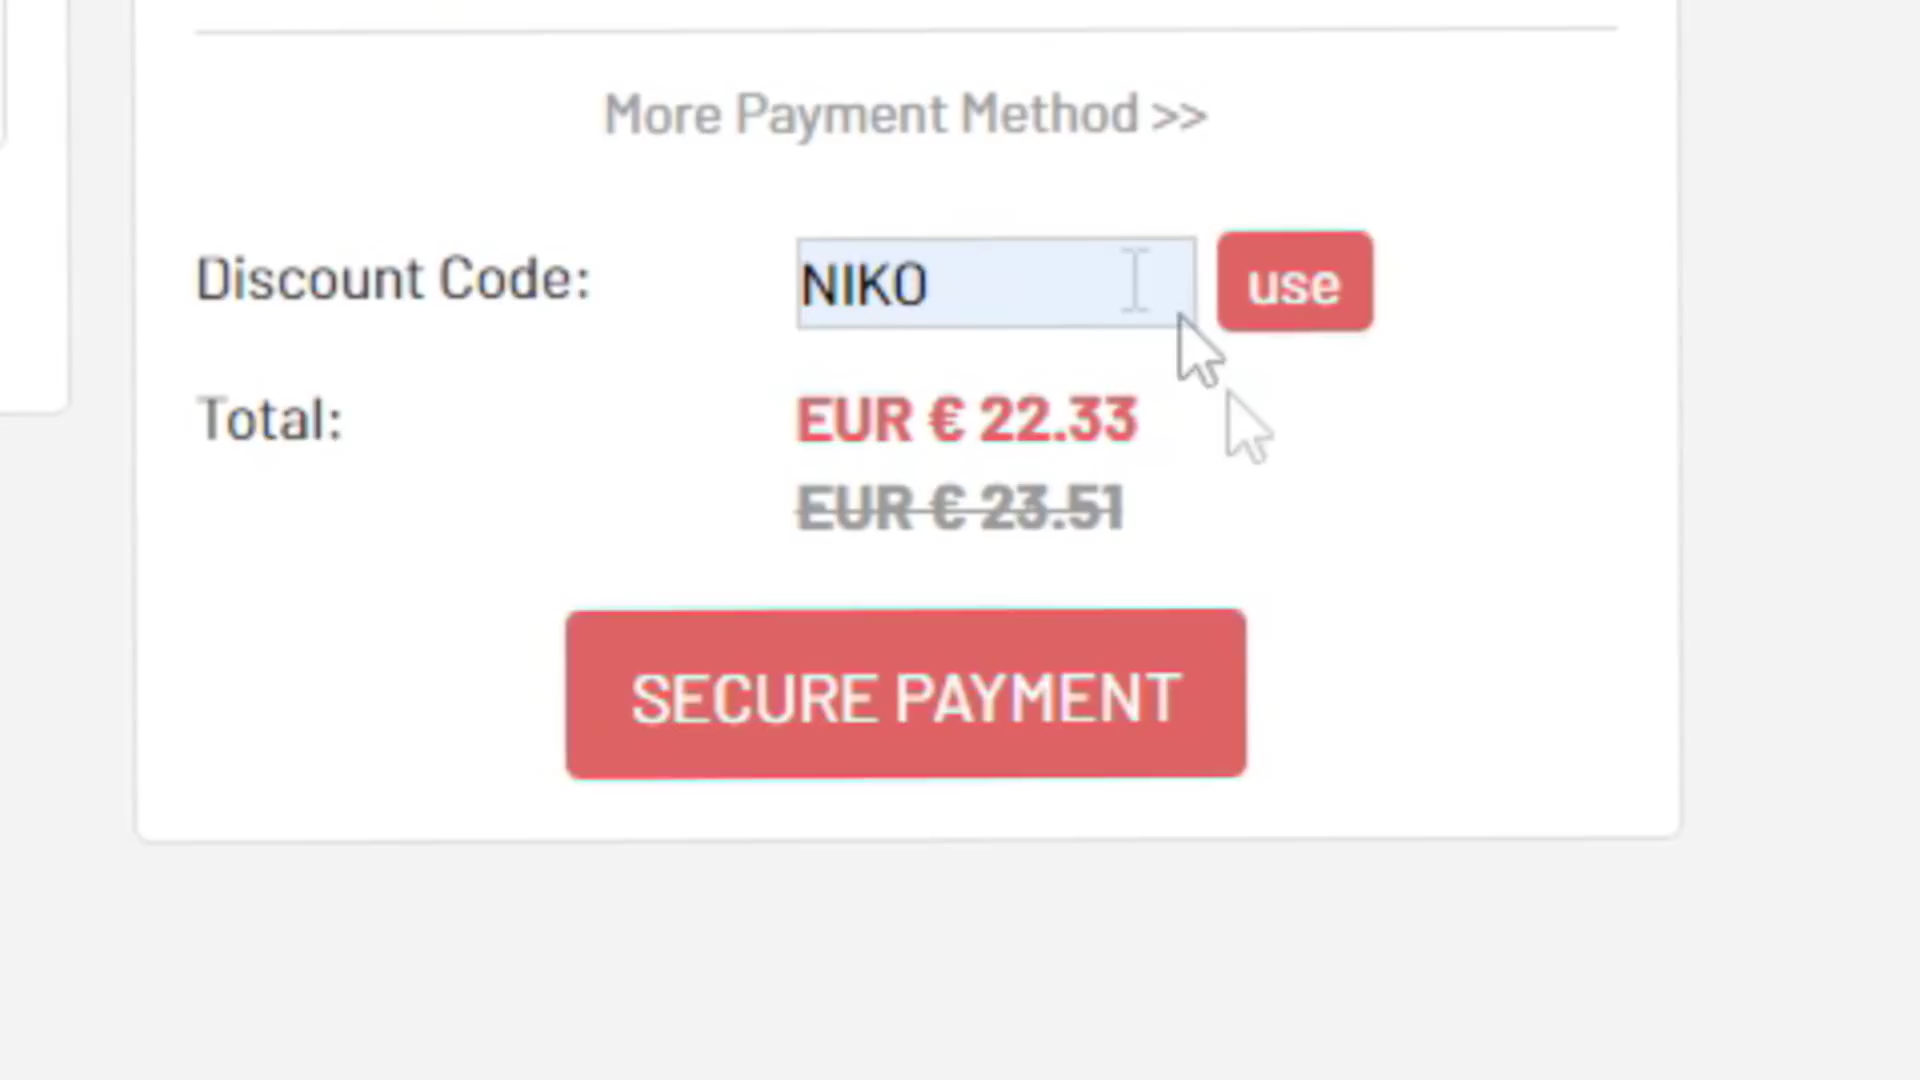 More Payment Method >>
Discount Code: NIKO use
Total: EUR € 22.33
EUR € 23.51
SECURE PAYMENT